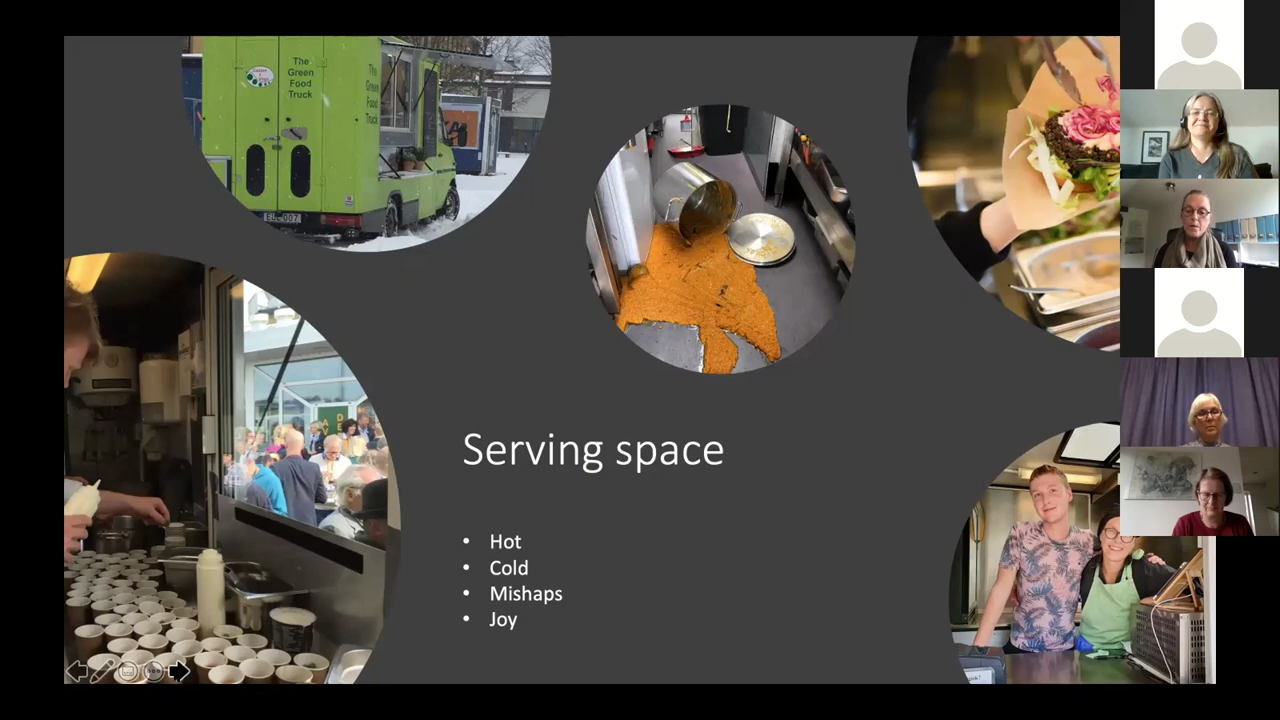 The
Green
Food
Truck
The
Green
Food
Truck
Serving space
• Hot
• Cold
• Mishaps
• Joy